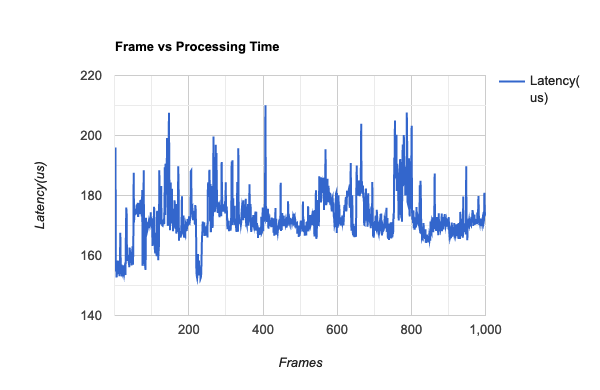 Frame vs Processing Time
220
200
180
160
140
Latency(us)
200 400 600 800 1,000
Frames
Latency(
us)